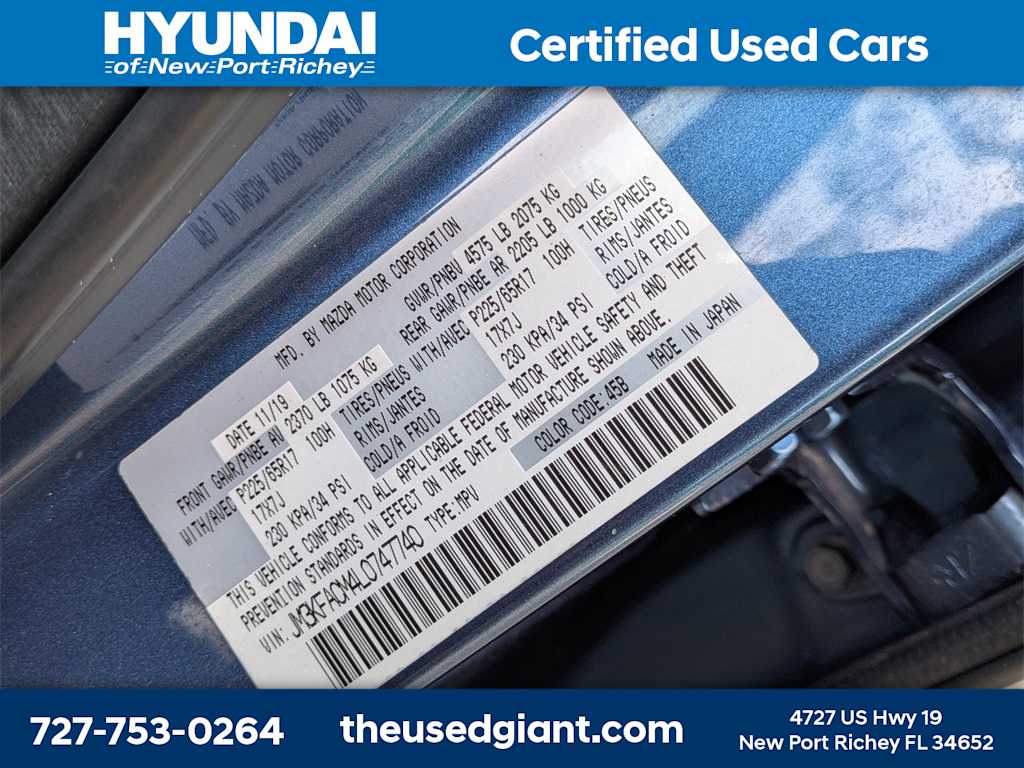 HYUNDAI
of New Port Richey
Certified Used Cars
MFD. BY MAZDA MOTOR CORPORATION
DATE 11/19 GVWR/PNBV 4575 LB 2075 KG
FRONT GAWR/PNBE AV 2370 LB 1075 KG REAR GAWR/PNBE AR 2205 LB 1000 KG
WITH/AVEC P225/65R17 100H TIRES/PNEUS WITH/AVEC P225/65R17 100H TIRES/PNEUS
17X7J RIMS/JANTES 17X7J RIMS/JANTES
230 KPA/34 PSI COLD/A FROID 230 KPA/34 PSI COLD/A FROID
THIS VEHICLE CONFORMS TO ALL APPLICABLE FEDERAL MOTOR VEHICLE SAFETY AND THEFT
PREVENTION STANDARDS IN EFFECT ON THE DATE OF MANUFACTURE SHOWN ABOVE.
VIN: JM3KFACM4L0747740 TYPE:MPV COLOR CODE:45B MADE IN JAPAN
727-753-0264
theusedgiant.com
4727 US Hwy 19
New Port Richey FL 34652